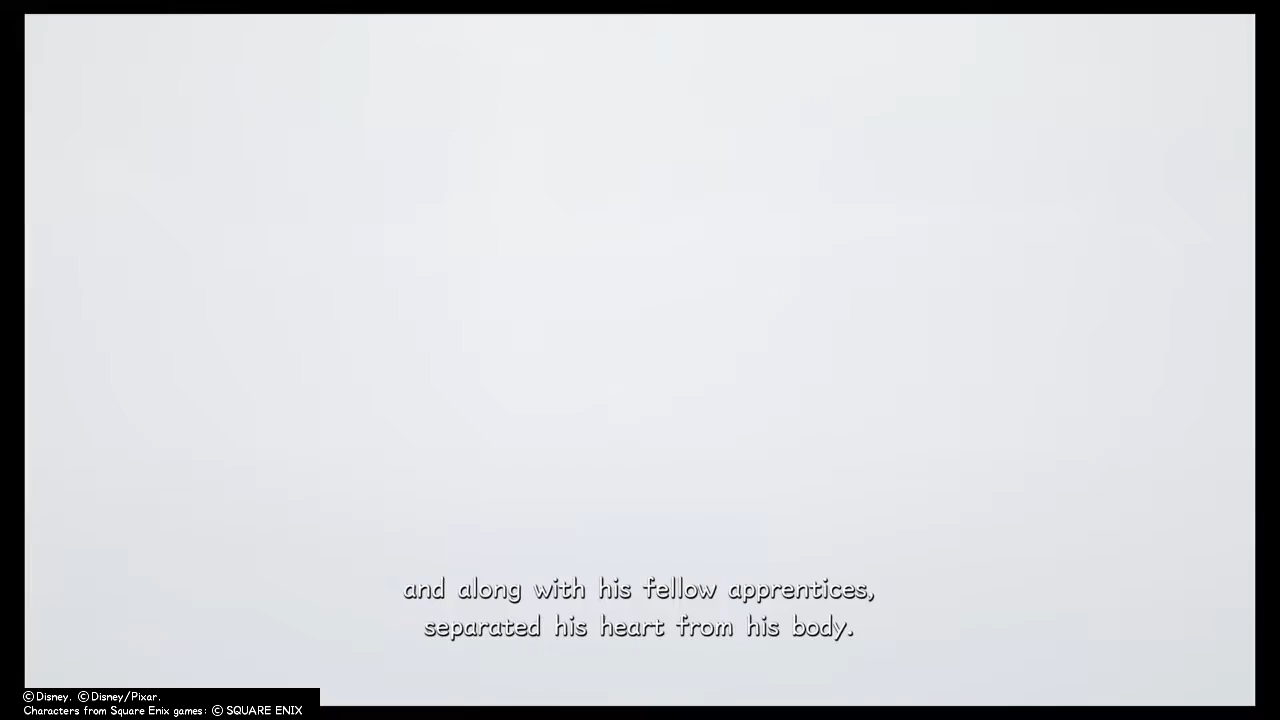 and along with his fellow apprentices,
separated his heart from his body.
©Disney. ©Disney/Pixar.
Characters from Square Enix games: © SQUARE ENIX